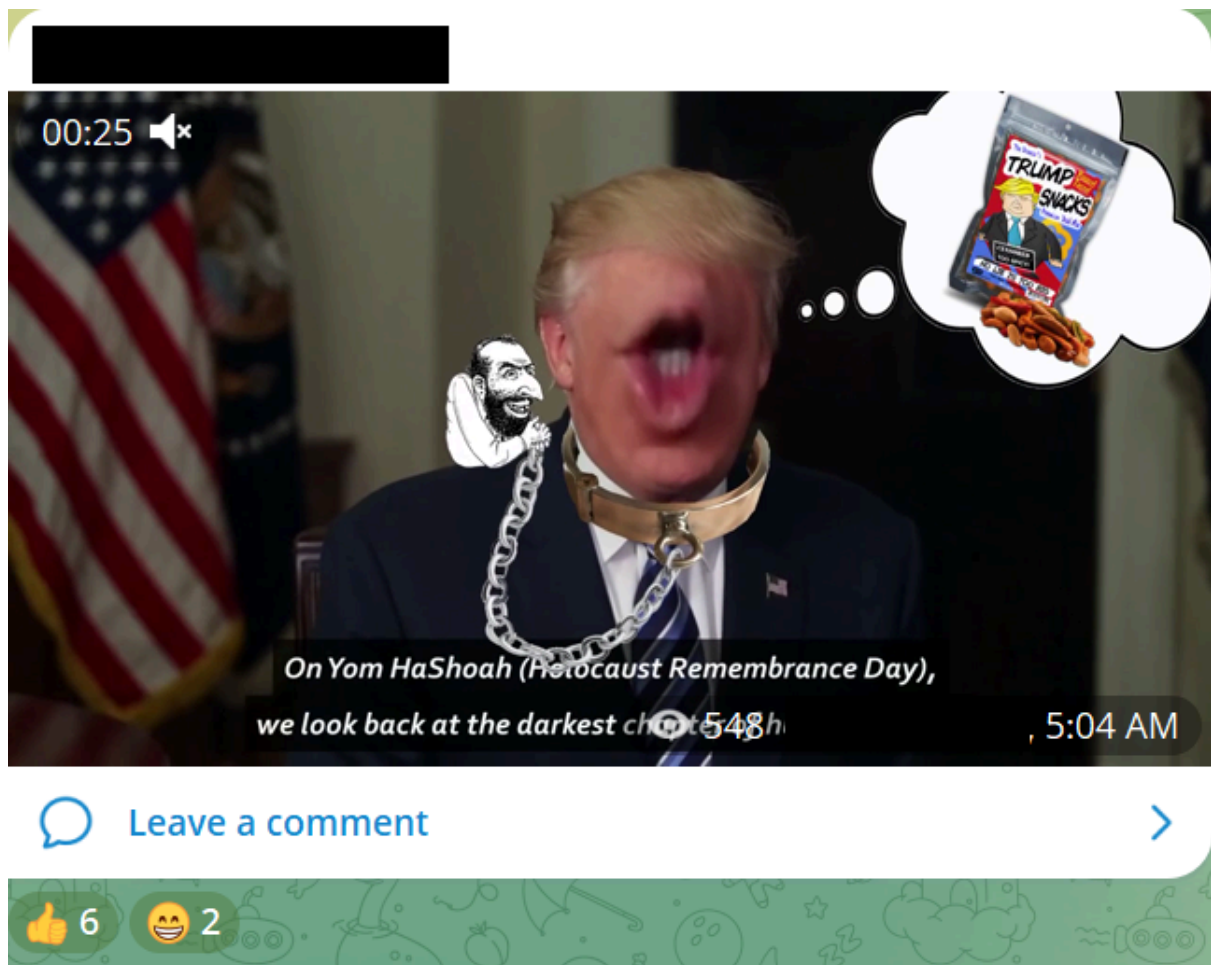 00:25
TRUMP
SNACKS
On Yom HaShoah (Holocaust Remembrance Day),
we look back at the darkest
548
, 5:04 AM
Leave a comment
6
2